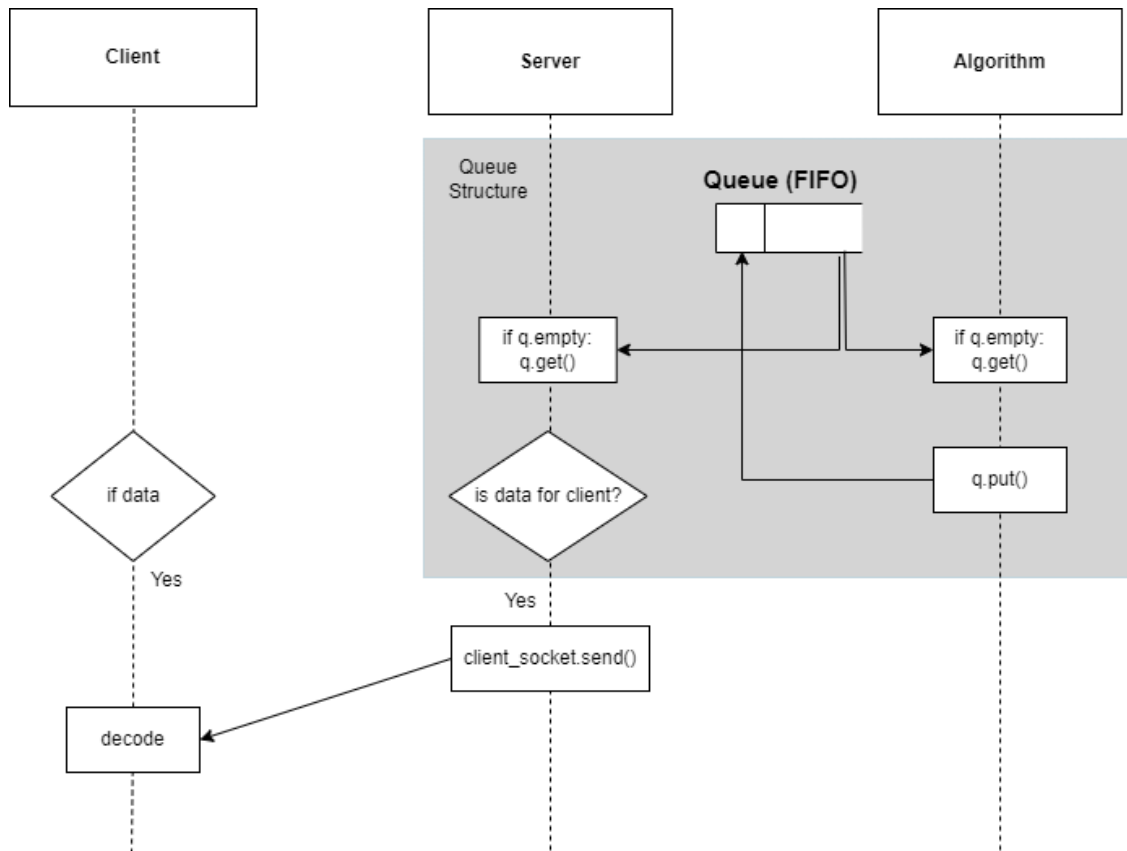 Client
Server
Algorithm
Queue
Structure
Queue (FIFO)
if q.empty:
q.get()
if q.empty:
q.get()
if data
is data for client?
q.put()
Yes
Yes
client_socket.send()
decode